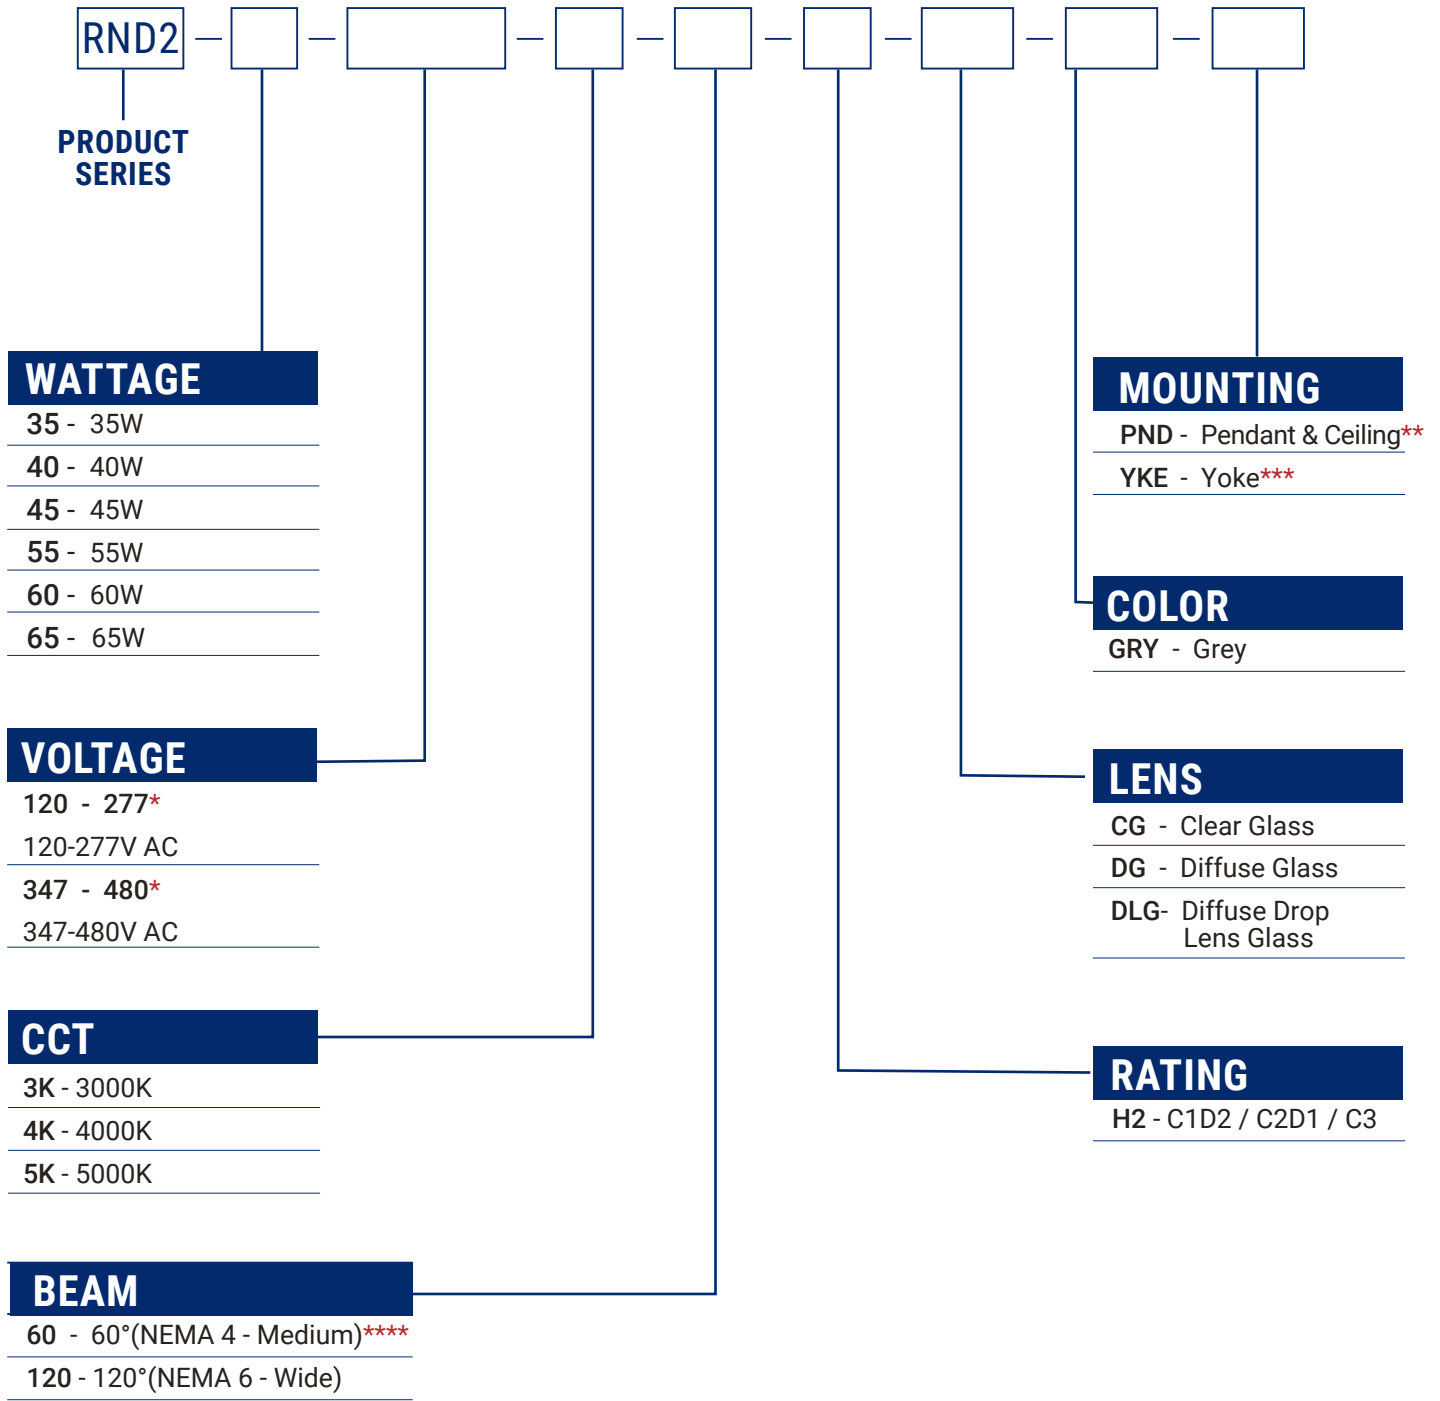 RND2
PRODUCT
SERIES
WATTAGE
35 - 35W
40 - 40W
45 - 45W
55 - 55W
60 - 60W
65 - 65W
VOLTAGE
120 - 277*
120-277V AC
347 - 480*
347-480V AC
CCT
3K - 3000K
4K - 4000K
5K - 5000K
BEAM
60 - 60°(NEMA 4 - Medium)****
120 - 120°(NEMA 6 - Wide)
MOUNTING
PND - Pendant & Ceiling**
YKE - Yoke***
COLOR
GRY - Grey
LENS
CG - Clear Glass
DG - Diffuse Glass
DLG- Diffuse Drop
Lens Glass
RATING
H2 - C1D2 / C2D1 / C3